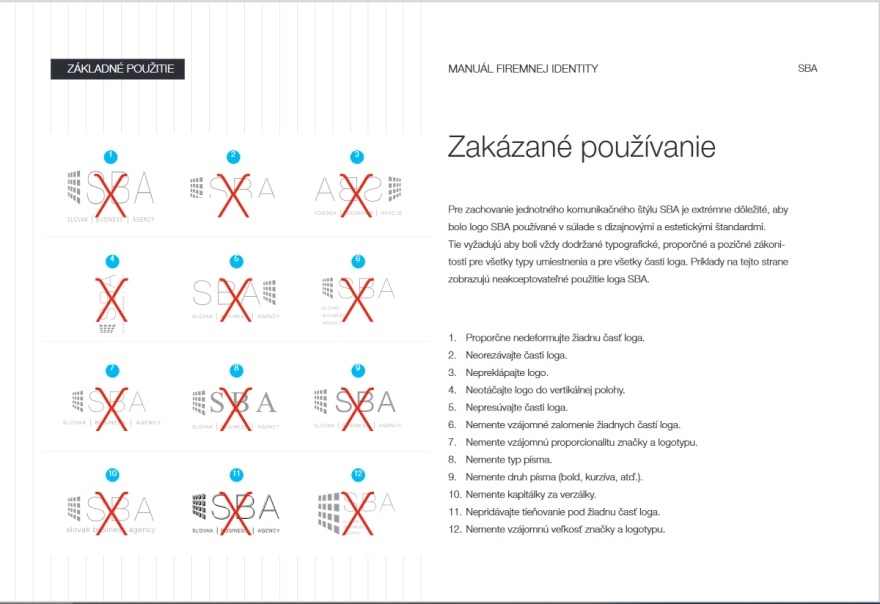 ZÁKLADNÉ POUŽITIE
MANUÁL FIREMNEJ IDENTITY
SBA
Zakázané používanie
Pre zachovanie jednotného komunikačného štýlu SBA je extrémne dôležité, aby
bolo logo SBA používané v súlade s dizajnovými a estetickými štandardmi.
Tie vyžadujú aby boli vždy dodržané typografické, proporčné a pozičné zákoni-
tosti pre všetky typy umiestnenia a pre všetky časti loga. Príklady na tejto strane
zobrazujú neakceptovateľné použitie loga SBA.
1. Proporčne nedeformujte žiadnu časť loga.
2. Neorezávajte časti loga.
3. Nepreklápajte logo.
4. Neotáčajte logo do vertikálnej polohy.
5. Nepresúvajte časti loga.
6. Nemente vzájomné zalomenie žiadnych častí loga.
7. Nemente vzájomnú proporcionalitu značky a logotypu.
8. Nemente typ písma.
9. Nemente druh písma (bold, kurzíva, atď.).
10. Nemente kapitálky za verzálky.
11. Nepridávajte tieňovanie pod žiadnu časť loga.
12. Nemente vzájomnú veľkosť značky a logotypu.
1
2
3
SBA
SBA
SBA
SLOVAK | BUSINESS | AGENCY
SLOVAK | BUSINESS | AGENCY
4
5
6
SBA
SBA
SBA
SLOVAK | BUSINESS | AGENCY
SLOVAK
BUSINESS
AGENCY
7
8
9
SBA
SBA
SBA
SLOVAK | BUSINESS | AGENCY
SLOVAK | BUSINESS | AGENCY
SLOVAK | BUSINESS | AGENCY
10
11
12
SBA
SBA
SBA
slovak business agency
SLOVAK | BUSINESS | AGENCY